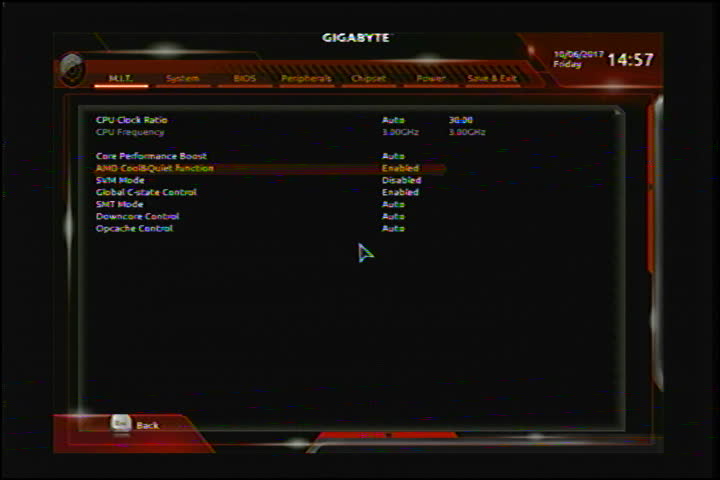 GIGABYTE
10/06/2017
Friday
14:57
M.I.T. System BIOS Peripherals Chipset Power Save & Exit
CPU Clock Ratio Auto 30.00
CPU Frequency 3.00GHz 3.00GHz
Core Performance Boost Auto
AMD Cool&Quiet function Enabled
SVM Mode Disabled
Global C-state Control Enabled
SMT Mode Auto
Downcore Control Auto
Opcache Control Auto
Esc Back